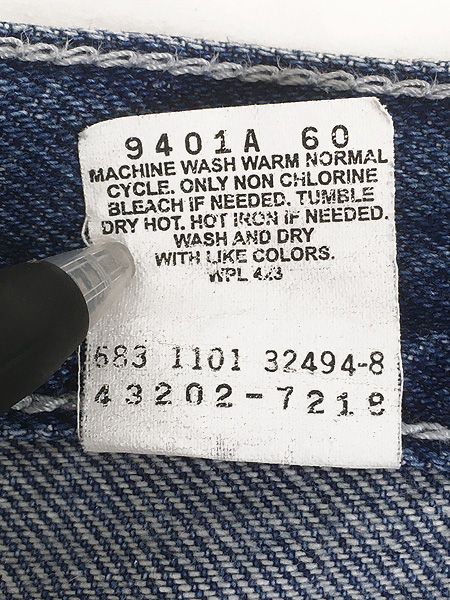 9401A 60
MACHINE WASH WARM NORMAL
CYCLE. ONLY NON CHLORINE
BLEACH IF NEEDED. TUMBLE
DRY HOT. HOT IRON IF NEEDED.
WASH AND DRY
WITH LIKE COLORS.
WPL 423
683 1101 32494-8
43202-7218